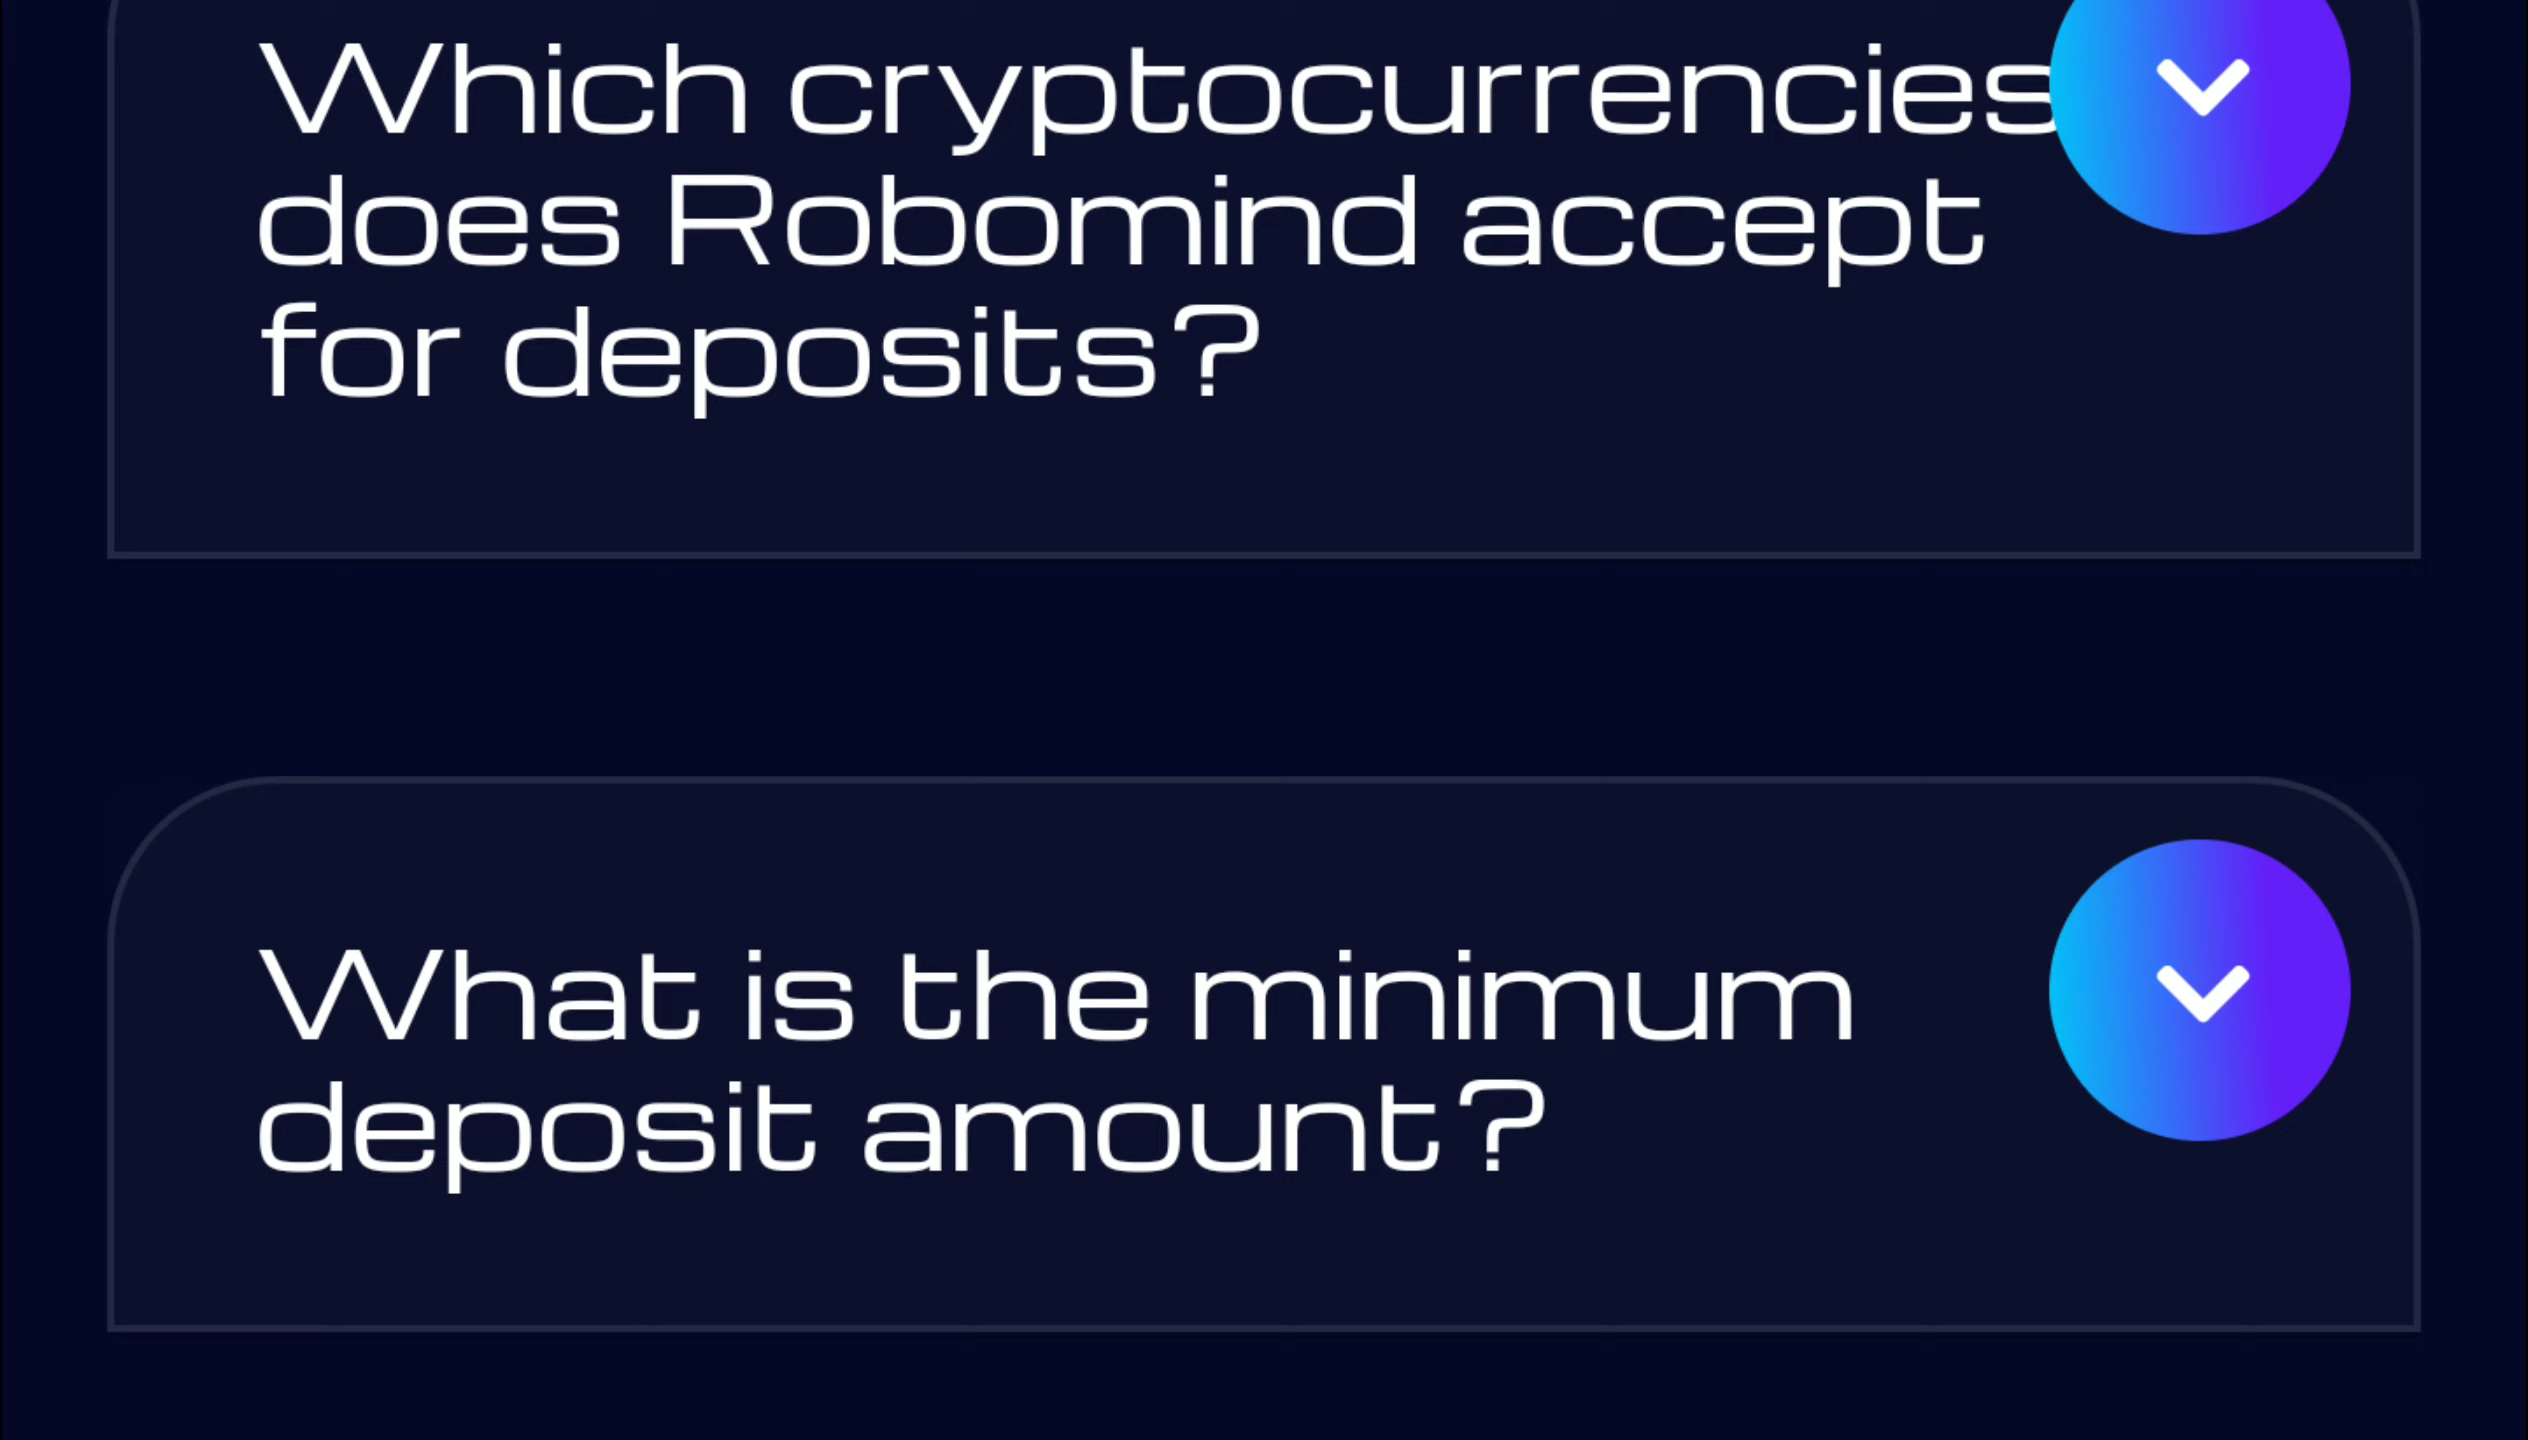 Which cryptocurrencies
does Robomind accept
for deposits?
What is the minimum
deposit amount?